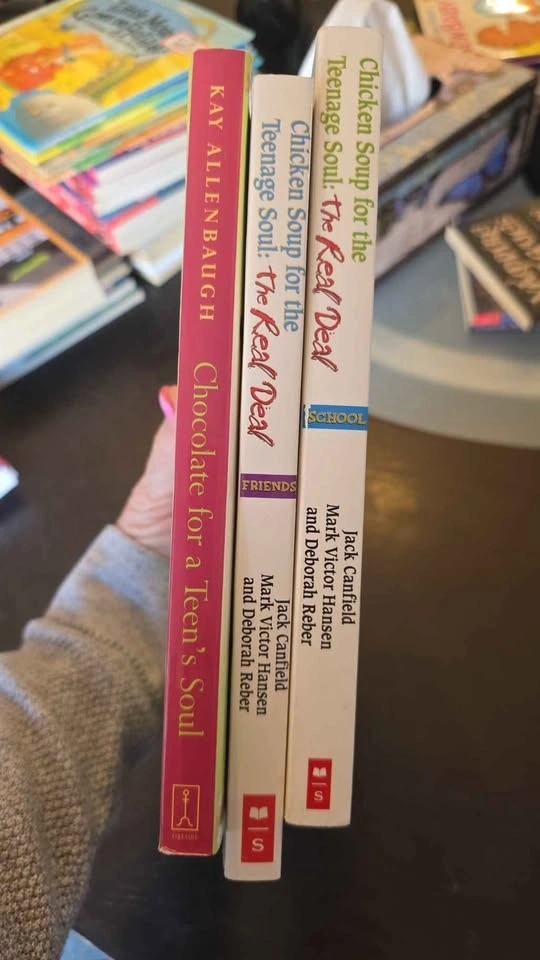 KAY ALLENBAUGH Chocolate for a Teen's Soul
FIRESIDE
Chicken Soup for the
Teenage Soul: the Real Deal
FRIENDS
Jack Canfield
Mark Victor Hansen
and Deborah Reber
S
Chicken Soup for the
Teenage Soul: the Real Deal
SCHOOL
Jack Canfield
Mark Victor Hansen
and Deborah Reber
S